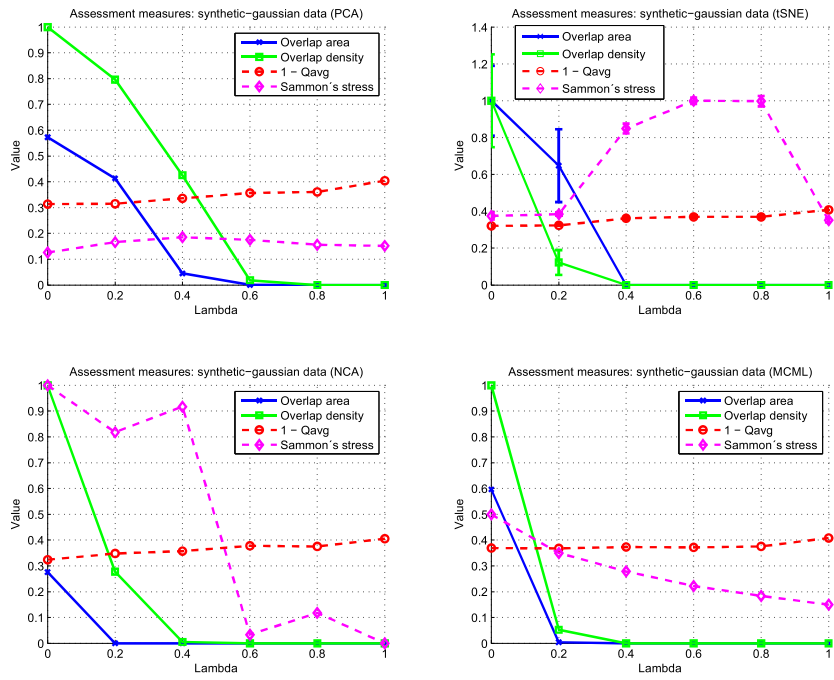 Assessment measures: synthetic−gaussian data (PCA)
1
0.9
0.8
0.7
0.6
0.5
0.4
0.3
0.2
0.1
0
Value
0 0.2 0.4 0.6 0.8 1
Lambda
Overlap area
Overlap density
1 − Qavg
Sammon´s stress
Assessment measures: synthetic−gaussian data (tSNE)
1.4
1.2
1
0.8
0.6
0.4
0.2
0
Value
0 0.2 0.4 0.6 0.8 1
Lambda
Overlap area
Overlap density
1 − Qavg
Sammon´s stress
Assessment measures: synthetic−gaussian data (NCA)
1
0.9
0.8
0.7
0.6
0.5
0.4
0.3
0.2
0.1
0
Value
0 0.2 0.4 0.6 0.8 1
Lambda
Overlap area
Overlap density
1 − Qavg
Sammon´s stress
Assessment measures: synthetic−gaussian data (MCML)
1
0.9
0.8
0.7
0.6
0.5
0.4
0.3
0.2
0.1
0
Value
0 0.2 0.4 0.6 0.8 1
Lambda
Overlap area
Overlap density
1 − Qavg
Sammon´s stress